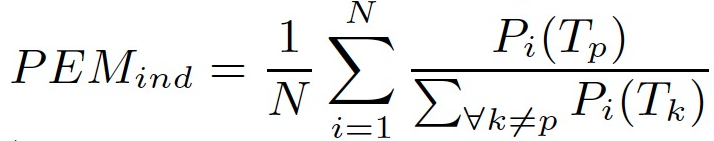 $PEM_{ind} = \frac{1}{N} \sum_{i=1}^{N} \frac{P_i(T_p)}{\sum_{\forall k \neq p} P_i(T_k)}$